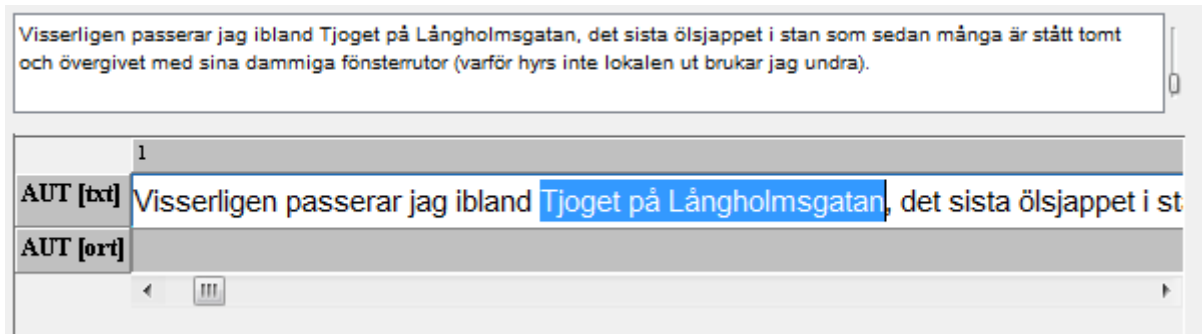 Visserligen passerar jag ibland Tjoget på Långholmsgatan, det sista ölsjappet i stan som sedan många är stått tomt
och övergivet med sina dammiga fönsterrutor (varför hyrs inte lokalen ut brukar jag undra).
1
AUT [txt] Visserligen passerar jag ibland Tjoget på Långholmsgatan, det sista ölsjappet i st
AUT [ort]